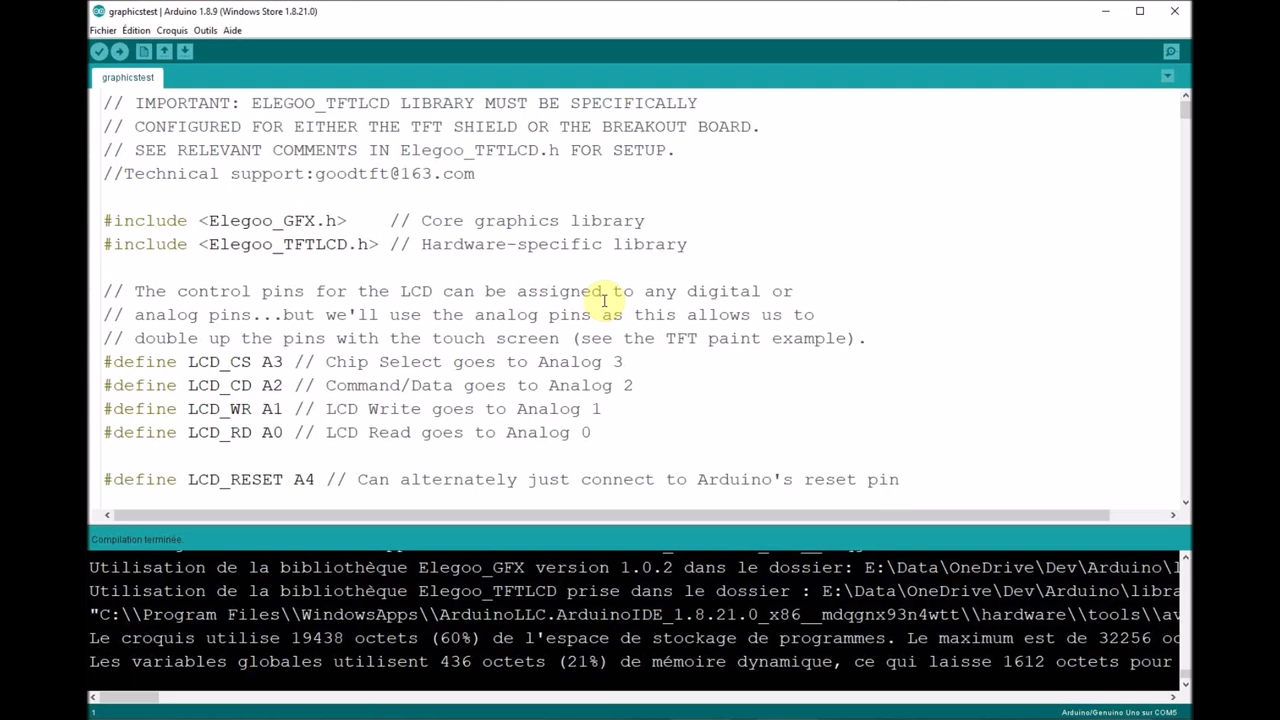 graphicstest | Arduino 1.8.9 (Windows Store 1.8.21.0)
Fichier Édition Croquis Outils Aide
graphicstest
// IMPORTANT: ELEGOO_TFTLCD LIBRARY MUST BE SPECIFICALLY
// CONFIGURED FOR EITHER THE TFT SHIELD OR THE BREAKOUT BOARD.
// SEE RELEVANT COMMENTS IN Elegoo_TFTLCD.h FOR SETUP.
//Technical support:goodtft@163.com
#include <Elegoo_GFX.h>    // Core graphics library
#include <Elegoo_TFTLCD.h> // Hardware-specific library
// The control pins for the LCD can be assigned to any digital or
// analog pins...but we'll use the analog pins as this allows us to
// double up the pins with the touch screen (see the TFT paint example).
#define LCD_CS A3 // Chip Select goes to Analog 3
#define LCD_CD A2 // Command/Data goes to Analog 2
#define LCD_WR A1 // LCD Write goes to Analog 1
#define LCD_RD A0 // LCD Read goes to Analog 0
#define LCD_RESET A4 // Can alternately just connect to Arduino's reset pin
Compilation terminée.
Utilisation de la bibliothèque Elegoo_GFX version 1.0.2 dans le dossier: E:\Data\OneDrive\Dev\Arduino\l
Utilisation de la bibliothèque Elegoo_TFTLCD prise dans le dossier : E:\Data\OneDrive\Dev\Arduino\libra
"C:\\Program Files\\WindowsApps\\ArduinoLLC.ArduinoIDE_1.8.21.0_x86__mdqgnx93n4wtt\\hardware\\tools\\av
Le croquis utilise 19438 octets (60%) de l'espace de stockage de programmes. Le maximum est de 32256 oc
Les variables globales utilisent 436 octets (21%) de mémoire dynamique, ce qui laisse 1612 octets pour
1
Arduino/Genuino Uno sur COM5